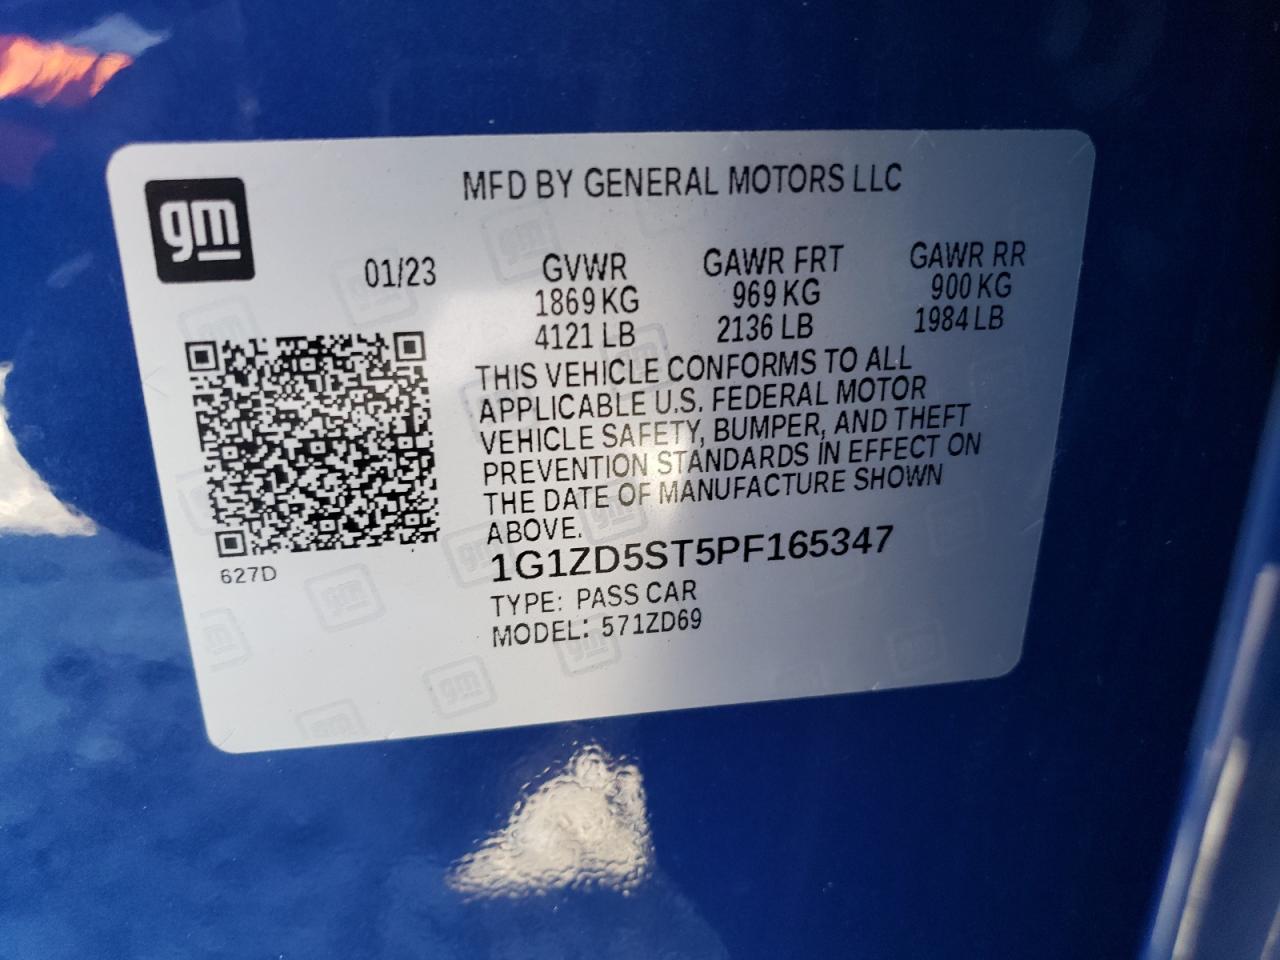 gm
MFD BY GENERAL MOTORS LLC
01/23
GVWR
1869 KG
4121 LB
GAWR FRT
969 KG
2136 LB
GAWR RR
900 KG
1984 LB
THIS VEHICLE CONFORMS TO ALL
APPLICABLE U.S. FEDERAL MOTOR
VEHICLE SAFETY, BUMPER, AND THEFT
PREVENTION STANDARDS IN EFFECT ON
THE DATE OF MANUFACTURE SHOWN
ABOVE.
1G1ZD5ST5PF165347
TYPE: PASS CAR
MODEL: 571ZD69
627D